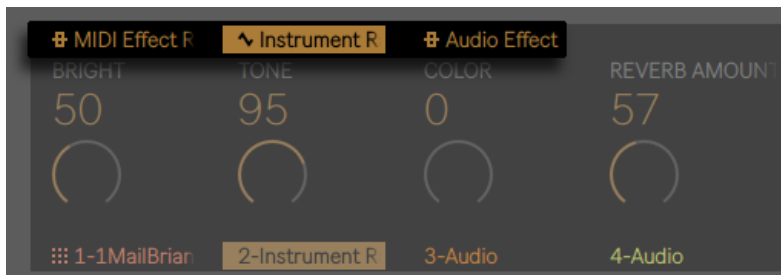 MIDI Effect R Instrument R Audio Effect
BRIGHT TONE COLOR REVERB AMOUNT
50 95 0 57
1-1MailBrian 2-Instrument R 3-Audio 4-Audio